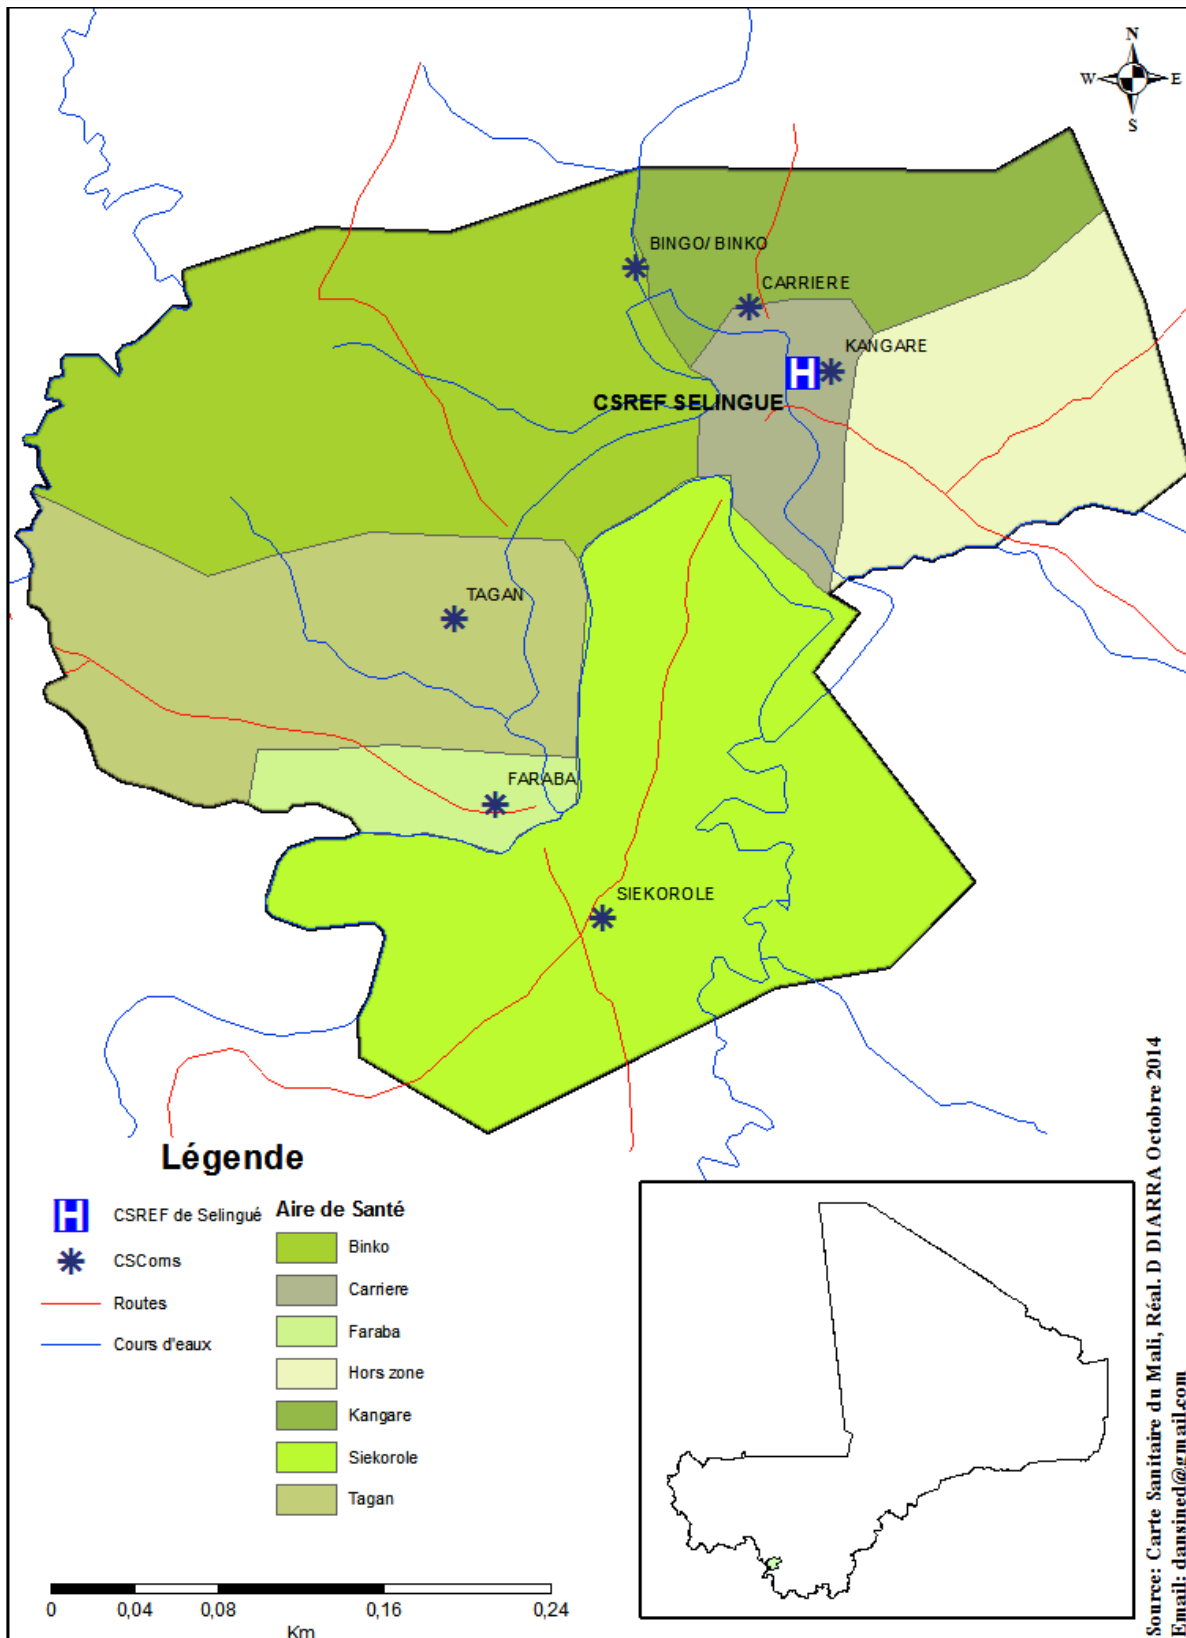 N
W
E
S
BINGO/ BINKO
CARRIERE
KANGARE
H
CSREF SELINGUE
TAGAN
FARABA
SIEKOROLE
Légende
H
CSREF de Selingué
CSComs
Routes
Cours d'eaux
Aire de Santé
Binko
Carriere
Faraba
Hors zone
Kangare
Siekorole
Tagan
0 0,04 0,08 0,16 0,24
Km
Source: Carte Sanitaire du Mali, Réal. D DIARRA Octobre 2014
Email: dansined@gmail.com